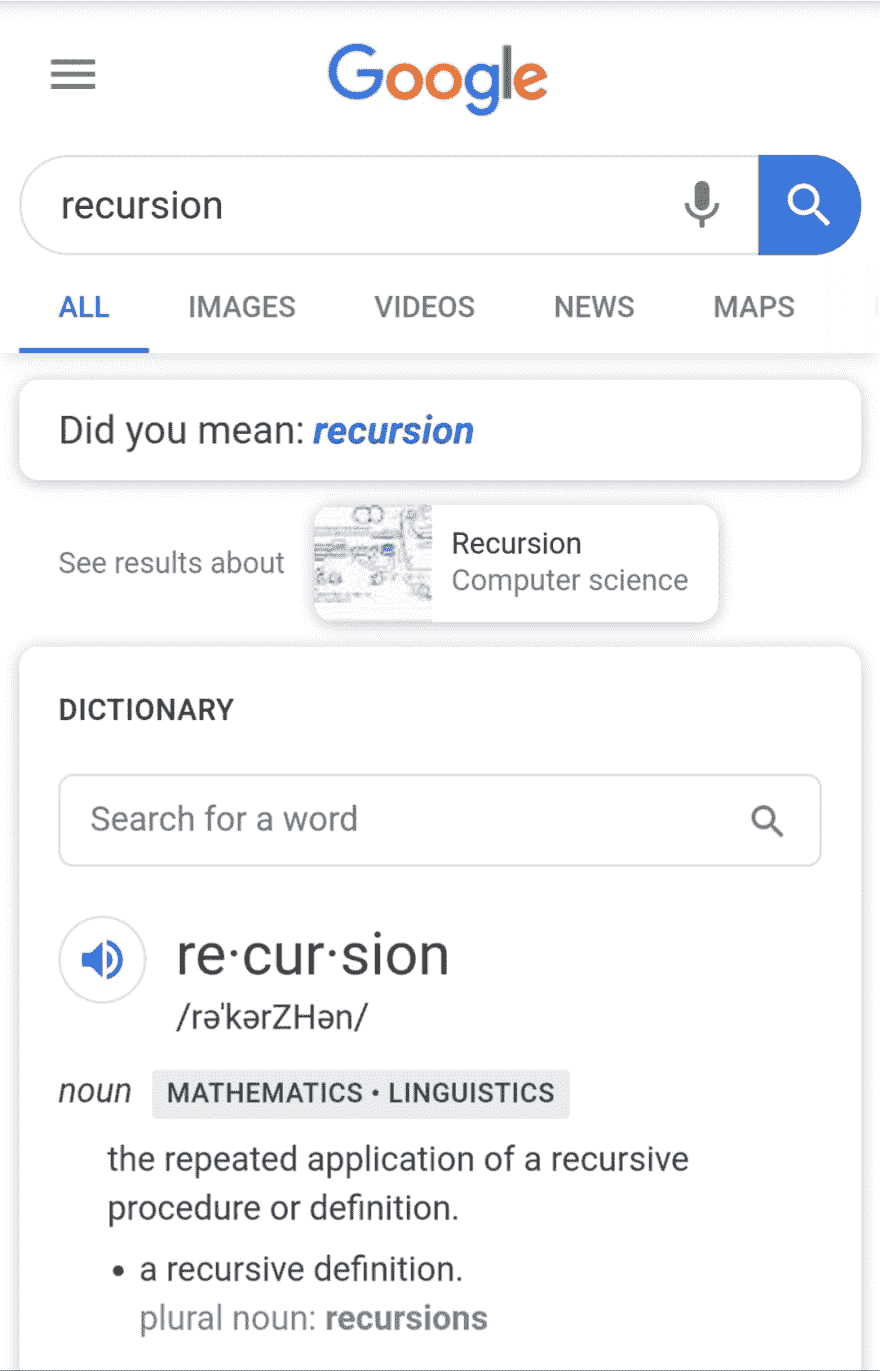 Google
recursion
ALL IMAGES VIDEOS NEWS MAPS
Did you mean: recursion
See results about
Recursion
Computer science
DICTIONARY
Search for a word
re·cur·sion
/rəˈkərZHən/
noun MATHEMATICS • LINGUISTICS
the repeated application of a recursive
procedure or definition.
• a recursive definition.
plural noun: recursions